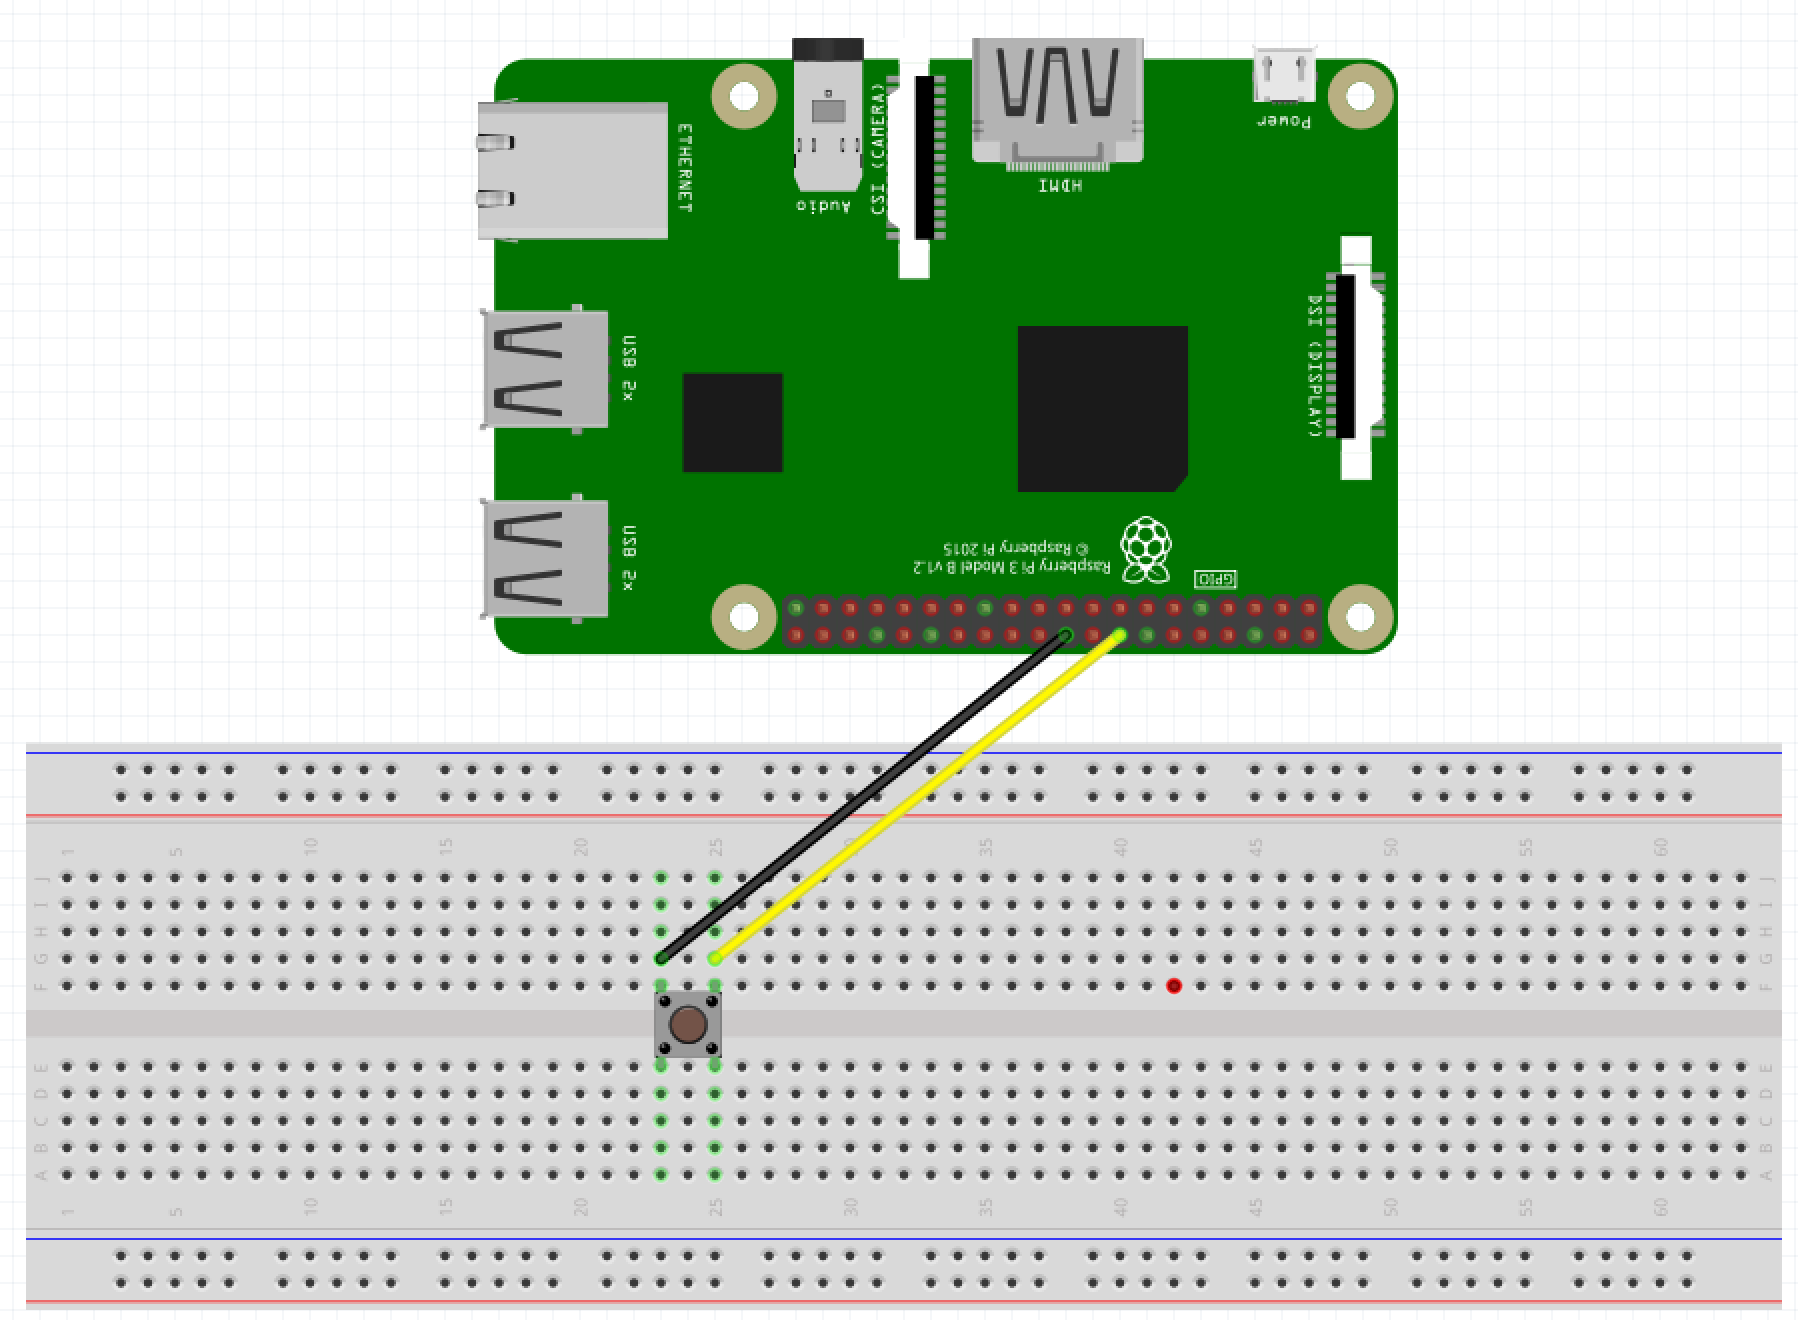 Power
ETHERNET
CSI (CAMERA)
Audio
HDMI
DSI (DISPLAY)
USB 2x
USB 2x
Raspberry Pi 3 Model B v1.2
© Raspberry Pi 2015
GPIO
1 5 10 15 20 25 35 40 45 50 55 60
J J
I I
H H
G G
F F
E E
D D
C C
B B
A A
1 5 10 15 20 25 30 35 40 45 50 55 60